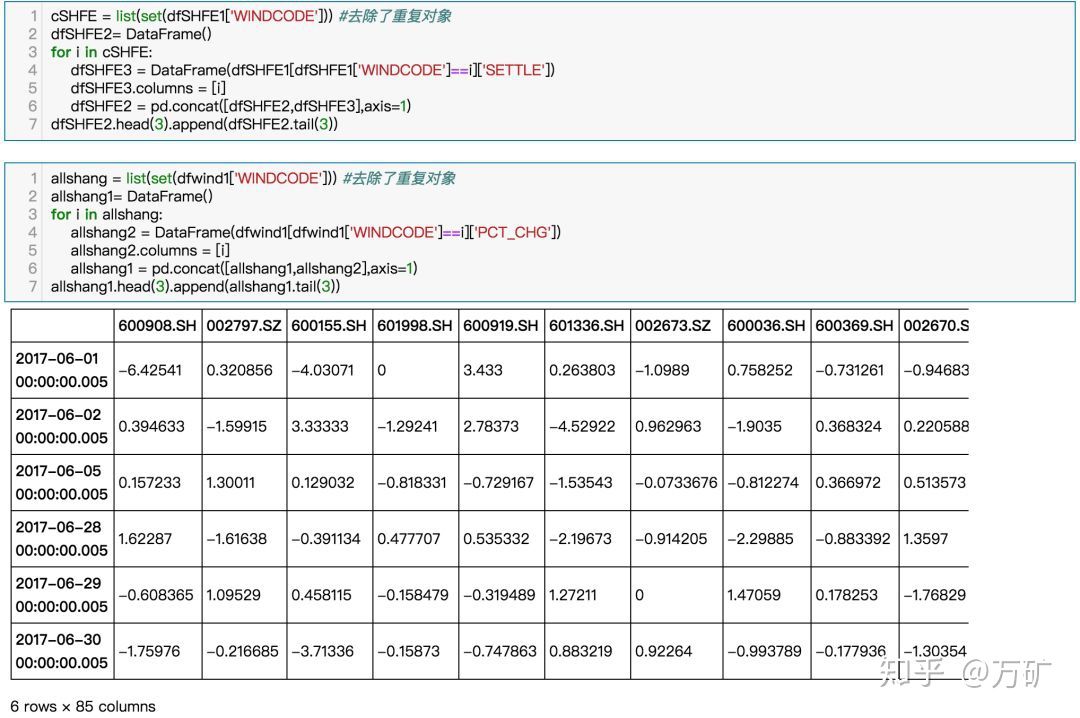 1 cSHFE = list(set(dfSHFE1['WINDCODE'])) #去除了重复对象
2 dfSHFE2= DataFrame()
3 for i in cSHFE:
4 dfSHFE3 = DataFrame(dfSHFE1[dfSHFE1['WINDCODE']==i]['SETTLE'])
5 dfSHFE3.columns = [i]
6 dfSHFE2 = pd.concat([dfSHFE2,dfSHFE3],axis=1)
7 dfSHFE2.head(3).append(dfSHFE2.tail(3))
1 allshang = list(set(dfwind1['WINDCODE'])) #去除了重复对象
2 allshang1= DataFrame()
3 for i in allshang:
4 allshang2 = DataFrame(dfwind1[dfwind1['WINDCODE']==i]['PCT_CHG'])
5 allshang2.columns = [i]
6 allshang1 = pd.concat([allshang1,allshang2],axis=1)
7 allshang1.head(3).append(allshang1.tail(3))
600908.SH 002797.SZ 600155.SH 601998.SH 600919.SH 601336.SH 002673.SZ 600036.SH 600369.SH 002670.S
2017-06-01
00:00:00.005 -6.42541 0.320856 -4.03071 0 3.433 0.263803 -1.0989 0.758252 -0.731261 -0.94683
2017-06-02
00:00:00.005 0.394633 -1.59915 3.33333 -1.29241 2.78373 -4.52922 0.962963 -1.9035 0.368324 0.220588
2017-06-05
00:00:00.005 0.157233 1.30011 0.129032 -0.818331 -0.729167 -1.53543 -0.0733676 -0.812274 0.366972 0.513573
2017-06-28
00:00:00.005 1.62287 -1.61638 -0.391134 0.477707 0.535332 -2.19673 -0.914205 -2.29885 -0.883392 1.3597
2017-06-29
00:00:00.005 -0.608365 1.09529 0.458115 -0.158479 -0.319489 1.27211 0 1.47059 0.178253 -1.76829
2017-06-30
00:00:00.005 -1.75976 -0.216685 -3.71336 -0.15873 -0.747863 0.883219 0.92264 -0.993789 -0.177936 -1.30354
知乎 @万矿
6 rows × 85 columns